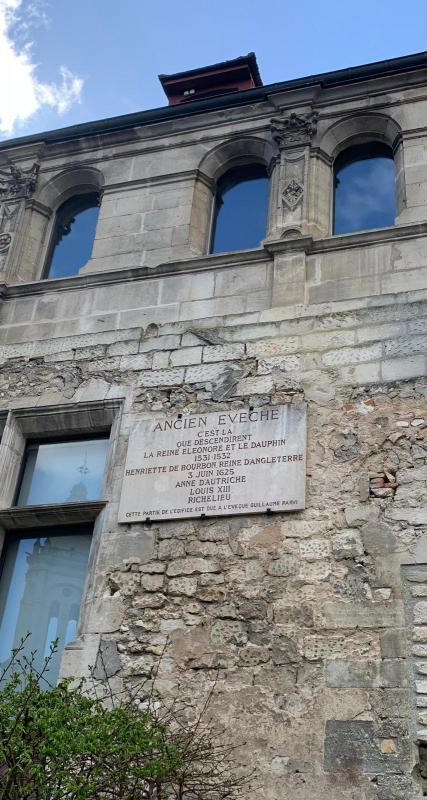 ANCIEN EVECHE
C'EST LA
QUE DESCENDIRENT
LA REINE ELEONORE ET LE DAUPHIN
1531-1532
HENRIETTE DE BOURBON, REINE D'ANGLETERRE
3 JUIN 1625
ANNE D'AUTRICHE
LOUIS XIII
RICHELIEU
CETTE PARTIE DE L'EDIFICE EST DUE A L'EVEQUE GUILLAUME PARVI